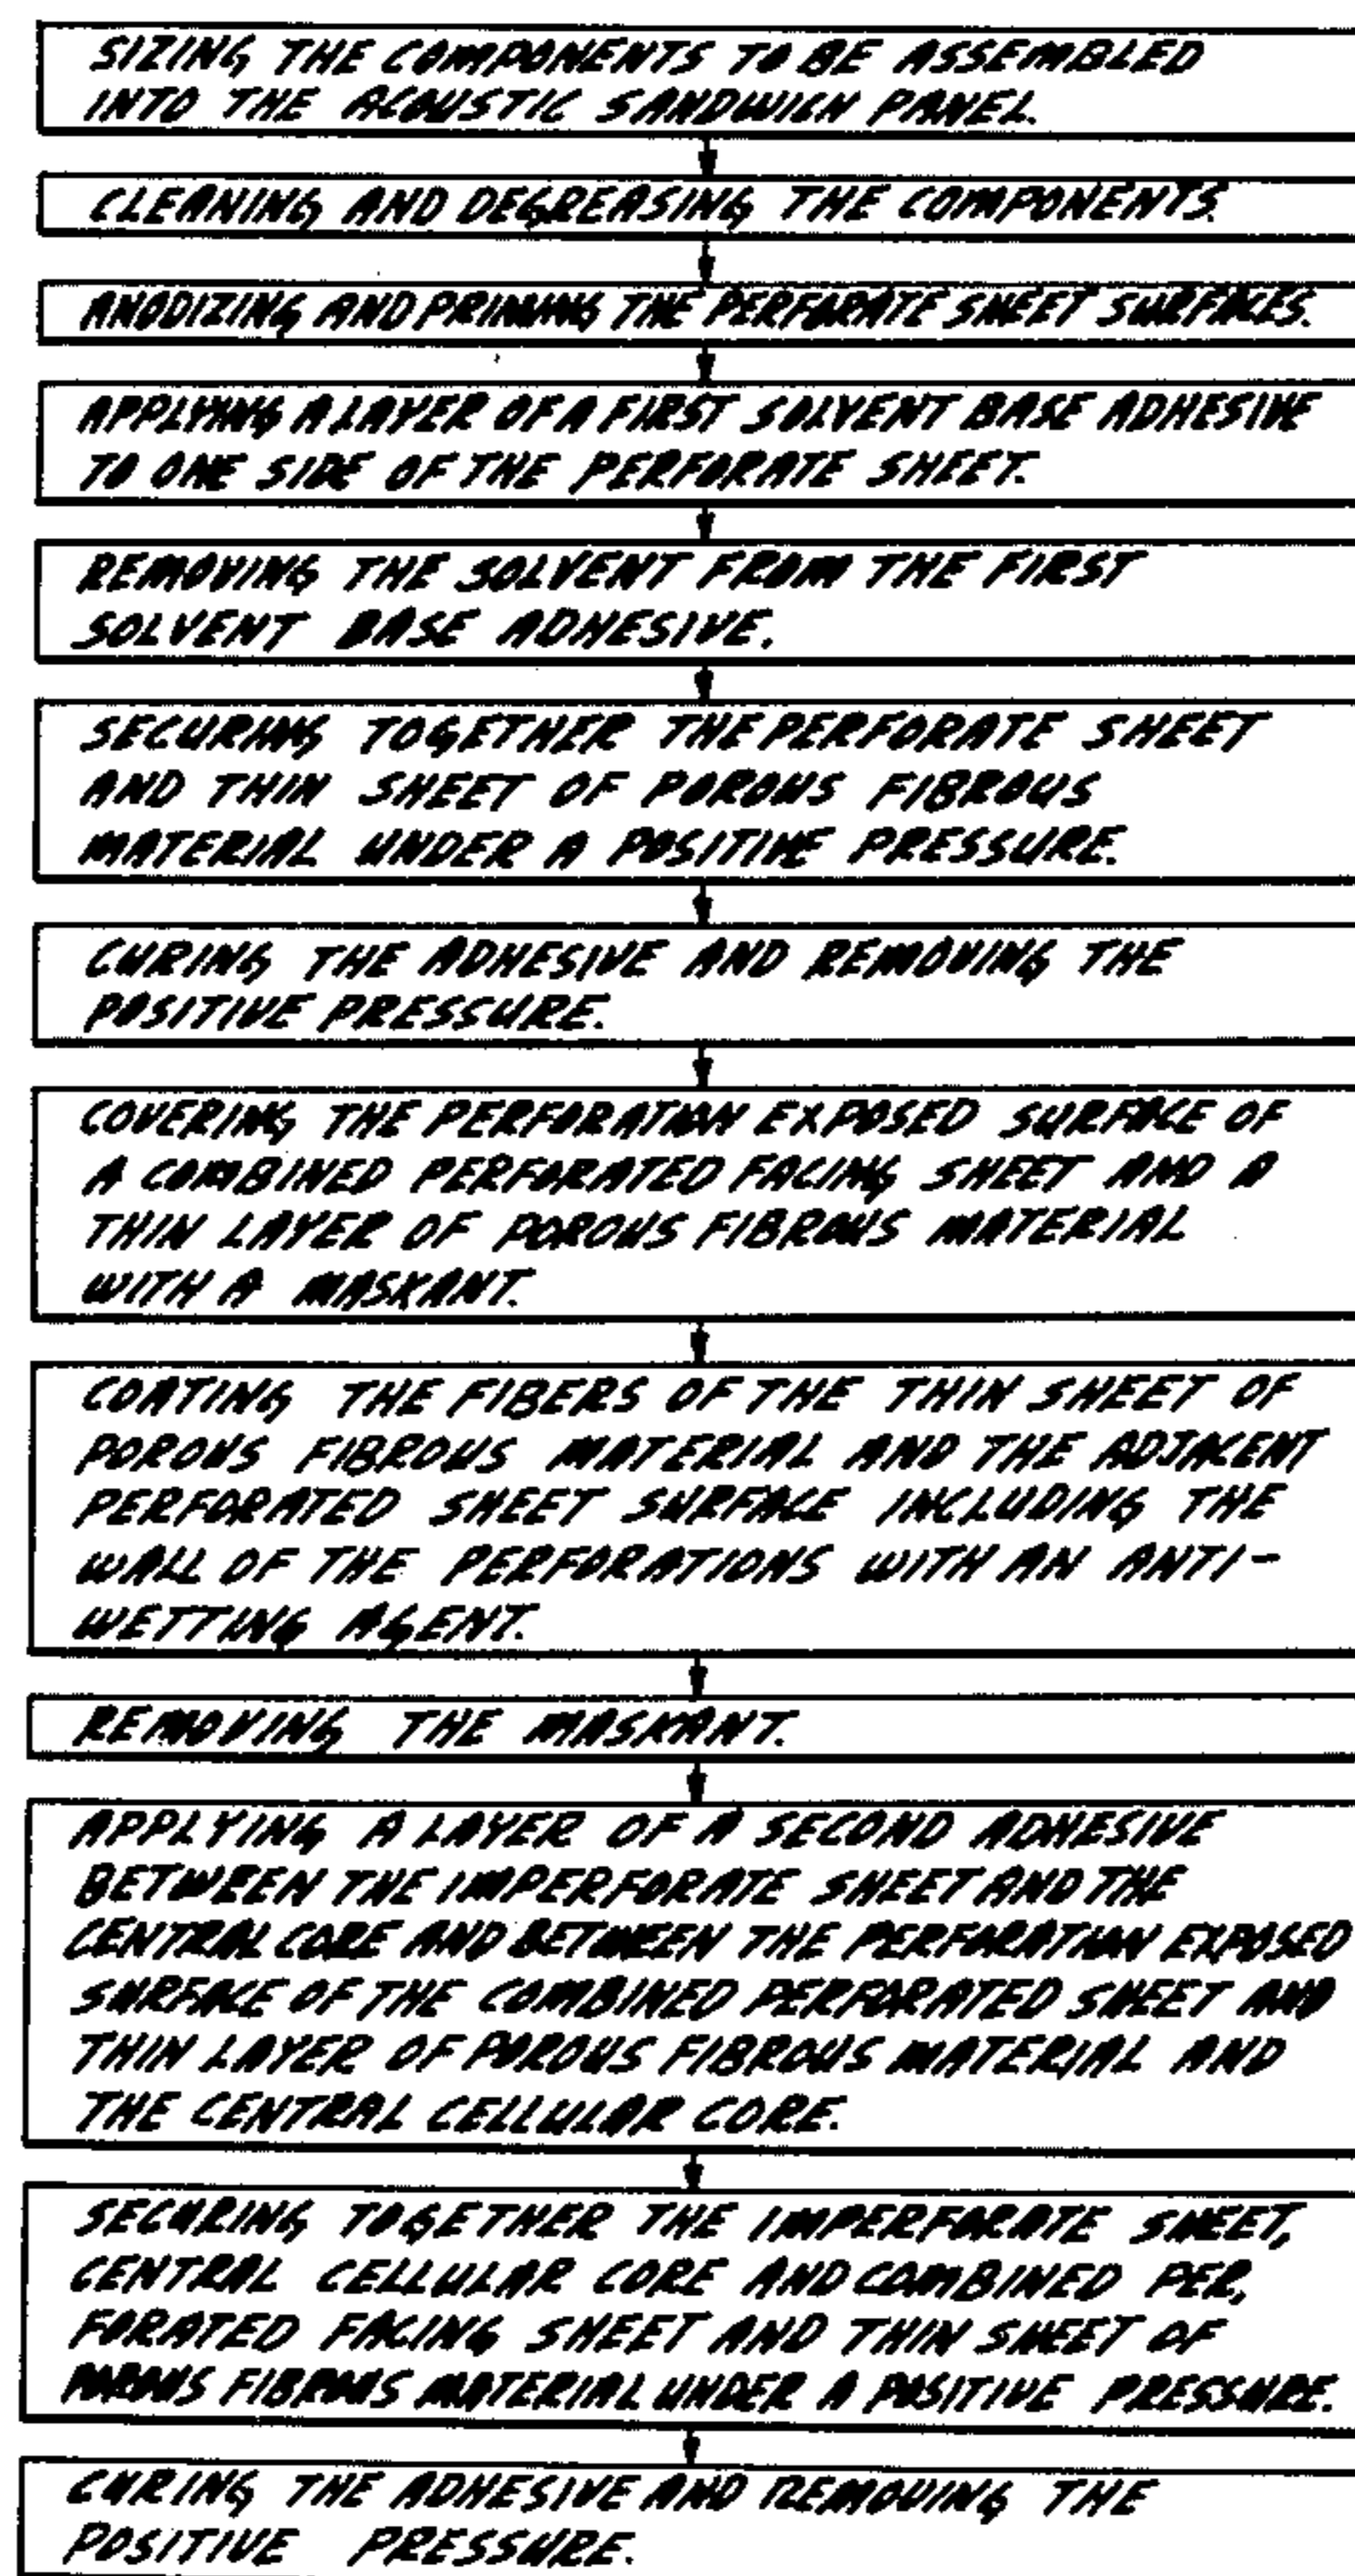 SIZING THE COMPONENTS TO BE ASSEMBLED
INTO THE ACOUSTIC SANDWICH PANEL.
CLEANING AND DEGREASING THE COMPONENTS.
ANODIZING AND PRIMING THE PERFORATE SHEET SURFACES.
APPLYING A LAYER OF A FIRST SOLVENT BASE ADHESIVE
TO ONE SIDE OF THE PERFORATE SHEET.
REMOVING THE SOLVENT FROM THE FIRST
SOLVENT BASE ADHESIVE.
SECURING TOGETHER THE PERFORATE SHEET
AND THIN SHEET OF POROUS FIBROUS
MATERIAL UNDER A POSITIVE PRESSURE.
CURING THE ADHESIVE AND REMOVING THE
POSITIVE PRESSURE.
COVERING THE PERFORATION EXPOSED SURFACE OF
A COMBINED PERFORATED FACING SHEET AND A
THIN LAYER OF POROUS FIBROUS MATERIAL
WITH A MASKANT.
COATING THE FIBERS OF THE THIN SHEET OF
POROUS FIBROUS MATERIAL AND THE ADJACENT
PERFORATED SHEET SURFACE INCLUDING THE
WALL OF THE PERFORATIONS WITH AN ANTI-
WETTING AGENT.
REMOVING THE MASKANT.
APPLYING A LAYER OF A SECOND ADHESIVE
BETWEEN THE IMPERFORATE SHEET AND THE
CENTRAL CORE AND BETWEEN THE PERFORATION EXPOSED
SURFACE OF THE COMBINED PERFORATED SHEET AND
THIN LAYER OF POROUS FIBROUS MATERIAL AND
THE CENTRAL CELLULAR CORE.
SECURING TOGETHER THE IMPERFORATE SHEET,
CENTRAL CELLULAR CORE AND COMBINED PER,
FORATED FACING SHEET AND THIN SHEET OF
POROUS FIBROUS MATERIAL UNDER A POSITIVE PRESSURE.
CURING THE ADHESIVE AND REMOVING THE
POSITIVE PRESSURE.